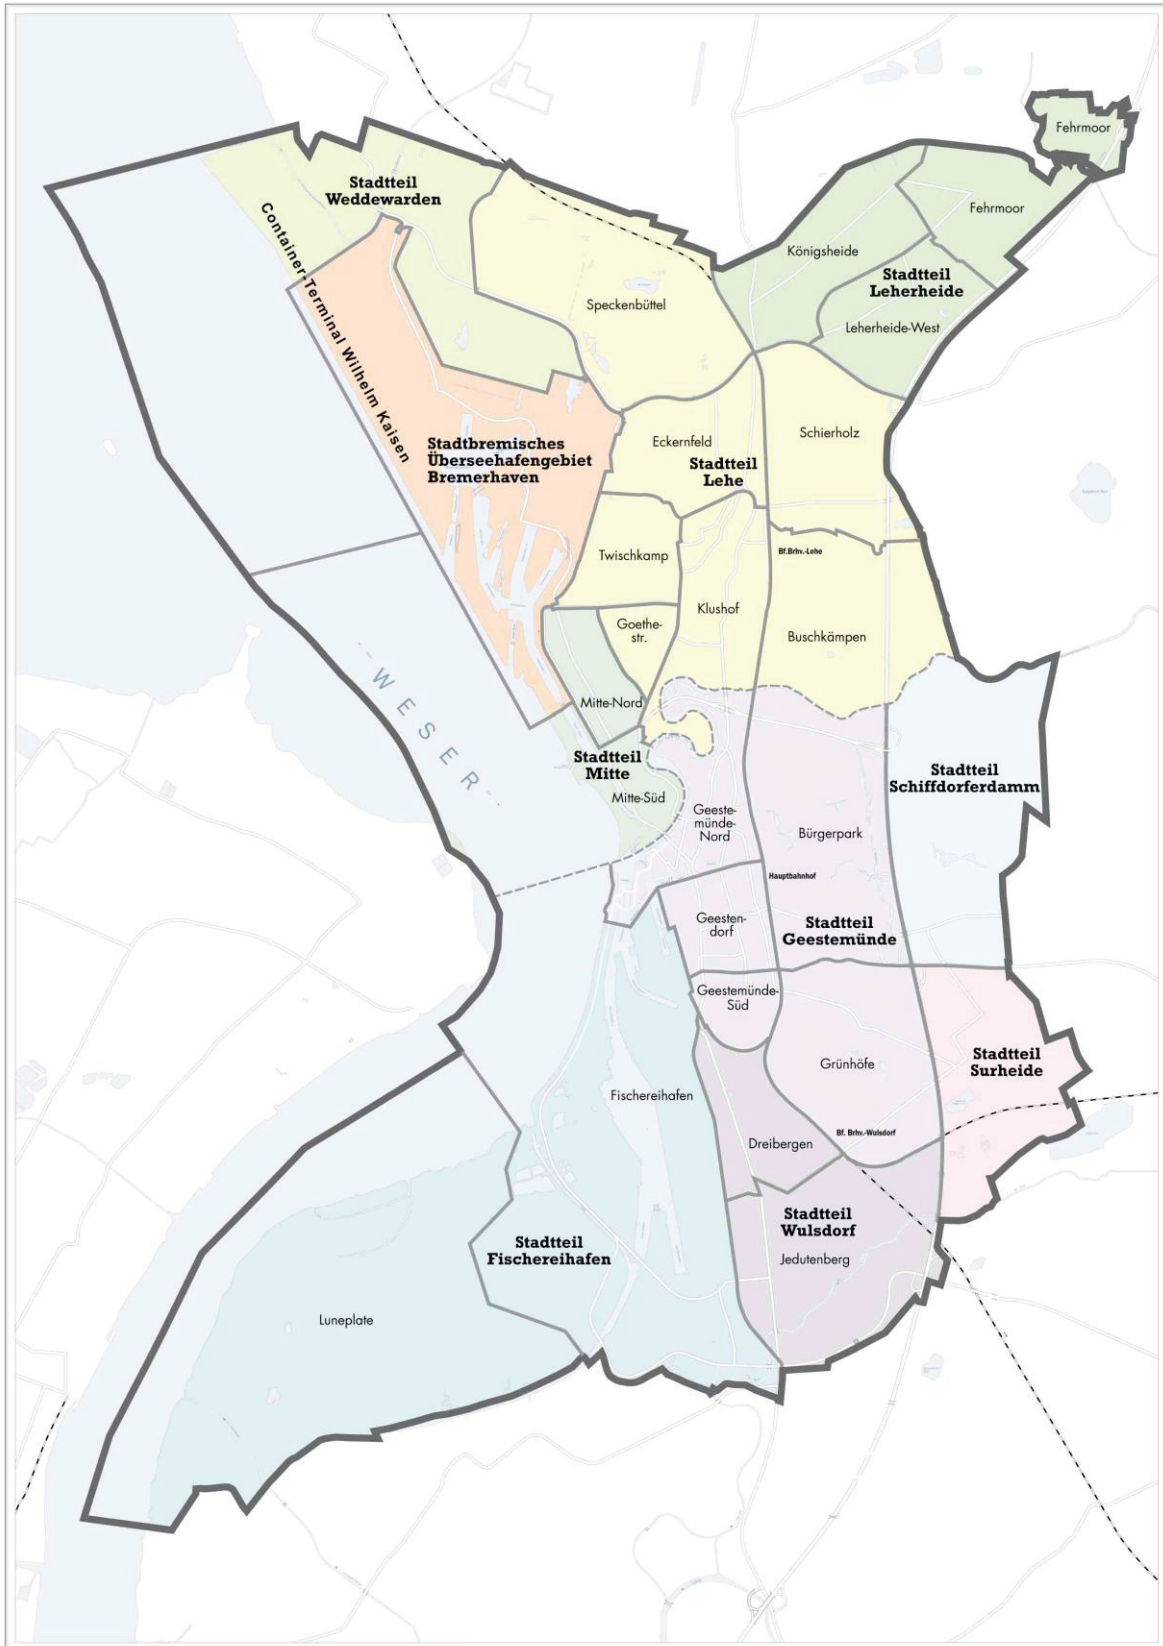 Fehrmoor
Stadtteil
Weddewarden
Fehrmoor
Container-Terminal Wilhelm Kaisen
Königsheide
Stadtteil
Leherheide
Speckenbüttel
Leherheide-West
Stadtbremisches
Überseehafengebiet
Bremerhaven
Eckernfeld
Schierholz
Stadtteil
Lehe
Twischkamp
Bf.Brhv.-Lehe
Klushof
Goethe-
str.
Buschkämpen
--WESER--
Mitte-Nord
Stadtteil
Mitte
Mitte-Süd
Stadtteil
Schiffdorferdamm
Geeste-
münde-
Nord
Bürgerpark
Hauptbahnhof
Geesten-
dorf
Stadtteil
Geestemünde
Geestemünde-
Süd
Grünhöfe
Stadtteil
Surheide
Fischereihafen
Bf. Brhv.-Wulsdorf
Dreibergen
Stadtteil
Wulsdorf
Jedutenberg
Stadtteil
Fischereihafen
Luneplate